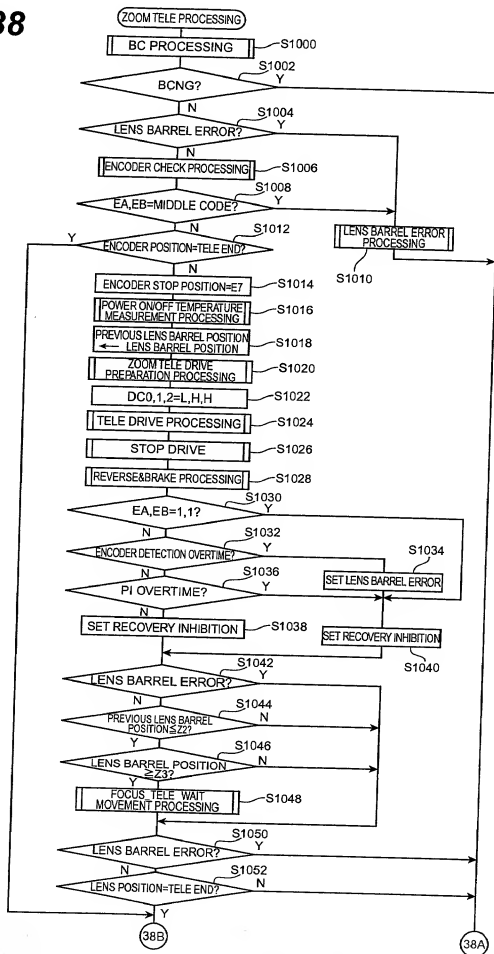 38
ZOOM TELE PROCESSING
BC PROCESSING
S1000
BCNG?
S1002
Y
N
LENS BARREL ERROR?
S1004
Y
N
ENCODER CHECK PROCESSING
S1006
EA,EB=MIDDLE CODE?
S1008
Y
N
LENS BARREL ERROR
PROCESSING
S1010
Y
ENCODER POSITION=TELE END?
S1012
N
ENCODER STOP POSITION=E7
S1014
POWER ON/OFF TEMPERATURE
MEASUREMENT PROCESSING
S1016
PREVIOUS LENS BARREL POSITION
← LENS BARREL POSITION
S1018
ZOOM TELE DRIVE
PREPARATION PROCESSING
S1020
DC0,1,2=L,H,H
S1022
TELE DRIVE PROCESSING
S1024
STOP DRIVE
S1026
REVERSE&BRAKE PROCESSING
S1028
EA,EB=1,1?
S1030
Y
N
ENCODER DETECTION OVERTIME?
S1032
Y
N
SET LENS BARREL ERROR
S1034
PI OVERTIME?
S1036
Y
N
SET RECOVERY INHIBITION
S1038
SET RECOVERY INHIBITION
S1040
LENS BARREL ERROR?
S1042
Y
N
PREVIOUS LENS BARREL
POSITION≦Z2?
S1044
N
Y
LENS BARREL POSITION
≧Z3?
S1046
N
Y
FOCUS_TELE_WAIT
MOVEMENT PROCESSING
S1048
LENS BARREL ERROR?
S1050
Y
N
LENS POSITION=TELE END?
S1052
N
Y
38B
38A